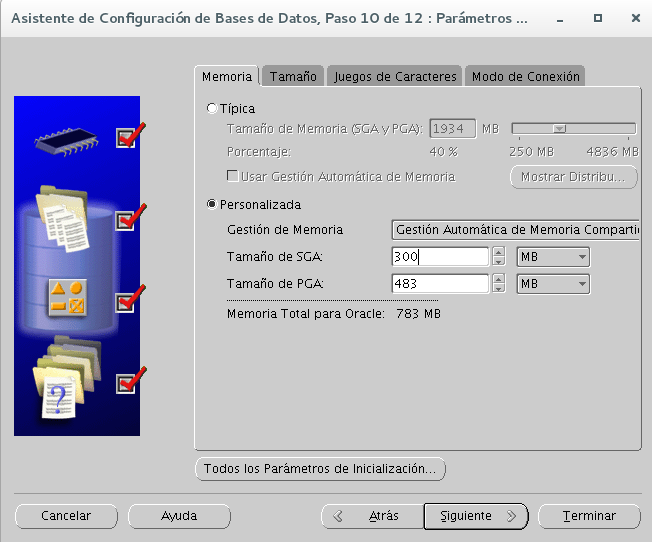 Asistente de Configuración de Bases de Datos, Paso 10 de 12 : Parámetros ...
Memoria Tamaño Juegos de Caracteres Modo de Conexión
Típica
Tamaño de Memoria (SGA y PGA): 1934 MB
Porcentaje: 40 % 250 MB 4836 MB
Usar Gestión Automática de Memoria Mostrar Distribu...
Personalizada
Gestión de Memoria Gestión Automática de Memoria Comparti
Tamaño de SGA: 300 MB
Tamaño de PGA: 483 MB
Memoria Total para Oracle: 783 MB
?
Todos los Parámetros de Inicialización...
Cancelar Ayuda Atrás Siguiente Terminar